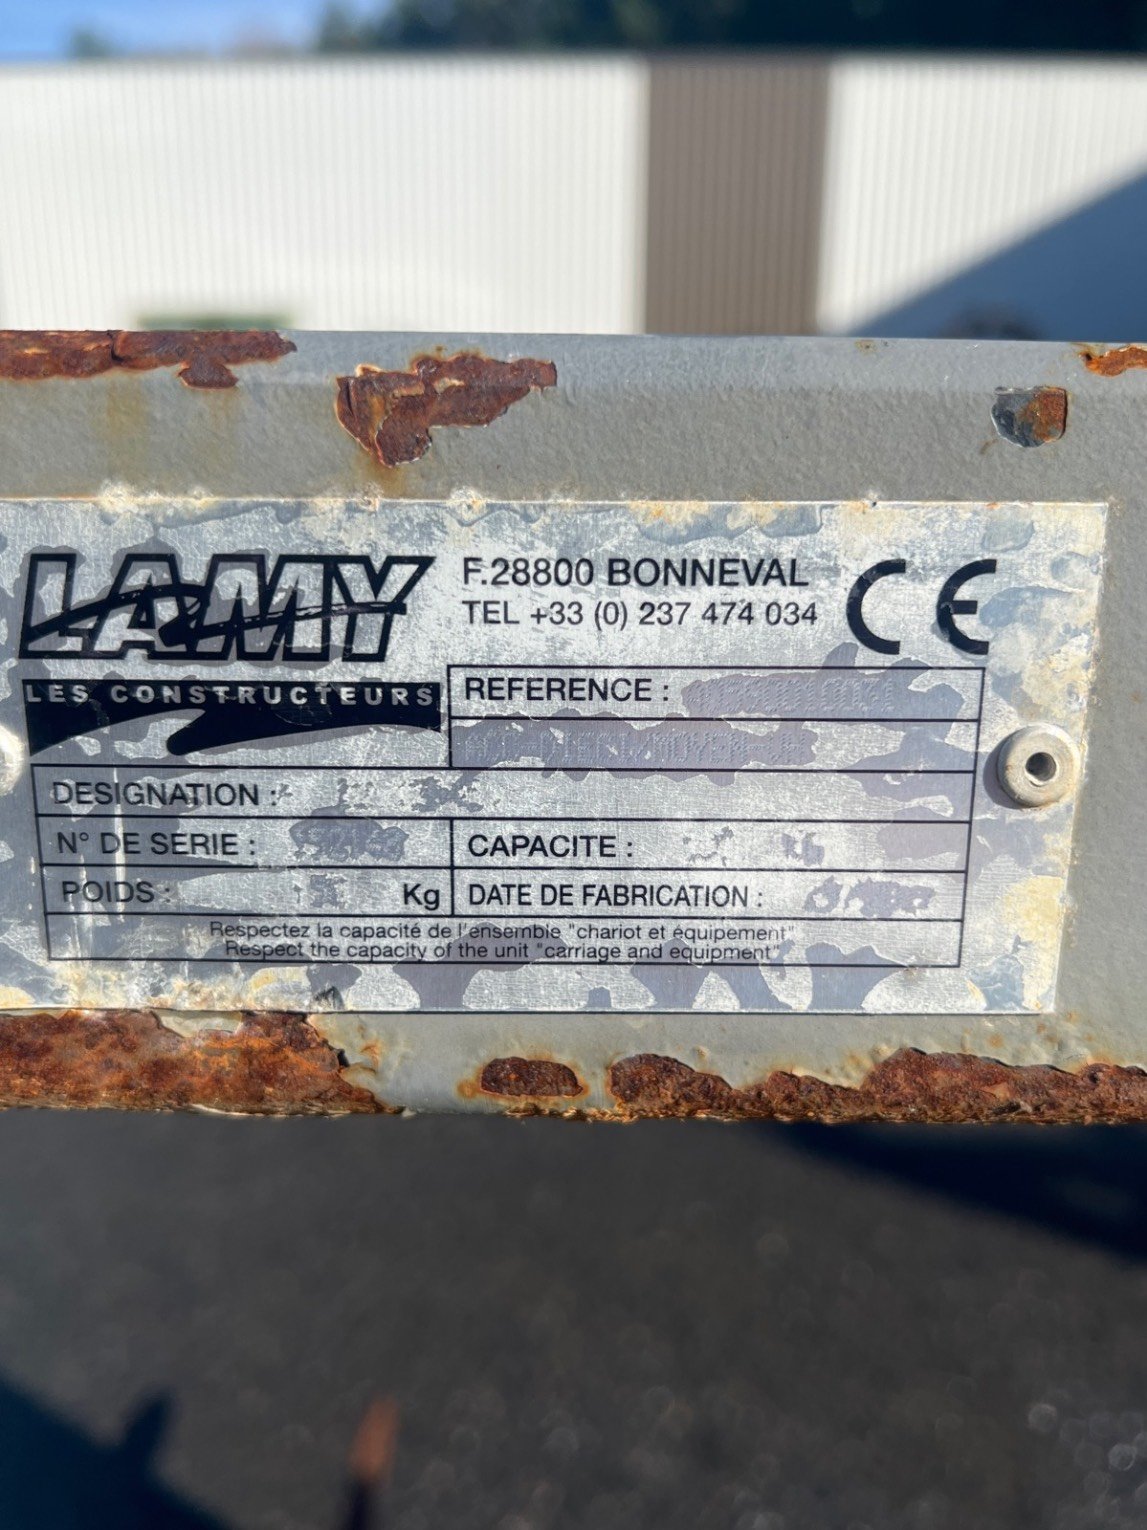 LAMY
LES CONSTRUCTEURS
F.28800 BONNEVAL
TEL +33 (0) 237 474 034
CE
REFERENCE :
DESIGNATION :
N° DE SERIE :
CAPACITE :
POIDS : Kg
DATE DE FABRICATION :
Respectez la capacité de l'ensemble "chariot et équipement"
Respect the capacity of the unit "carriage and equipment"